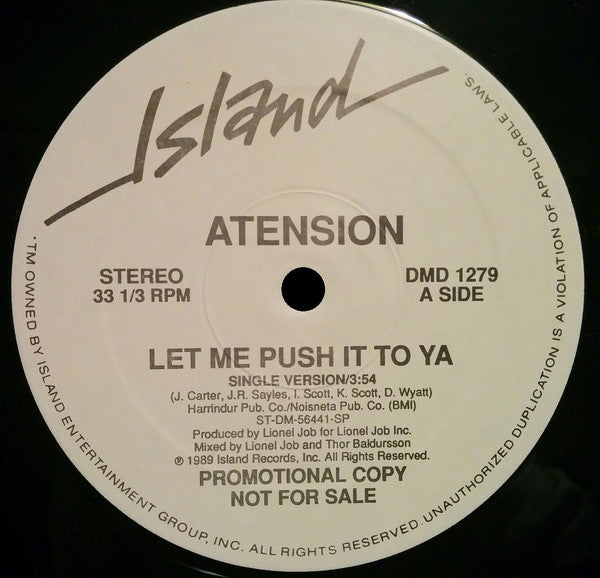 Island
ATENSION
STEREO
33 1/3 RPM
DMD 1279
A SIDE
LET ME PUSH IT TO YA
SINGLE VERSION/3:54
(J. Carter, J.R. Sayles, I. Scott, K. Scott, D. Wyatt)
Harrindur Pub. Co./Noisneta Pub. Co. (BMI)
ST-DM-56441-SP
Produced by Lionel Job for Lionel Job Inc.
Mixed by Lionel Job and Thor Baldursson
℗ 1989 Island Records, Inc. All Rights Reserved.
PROMOTIONAL COPY
NOT FOR SALE
*TM OWNED BY ISLAND ENTERTAINMENT GROUP, INC. ALL RIGHTS RESERVED. UNAUTHORIZED DUPLICATION IS A VIOLATION OF APPLICABLE LAWS.